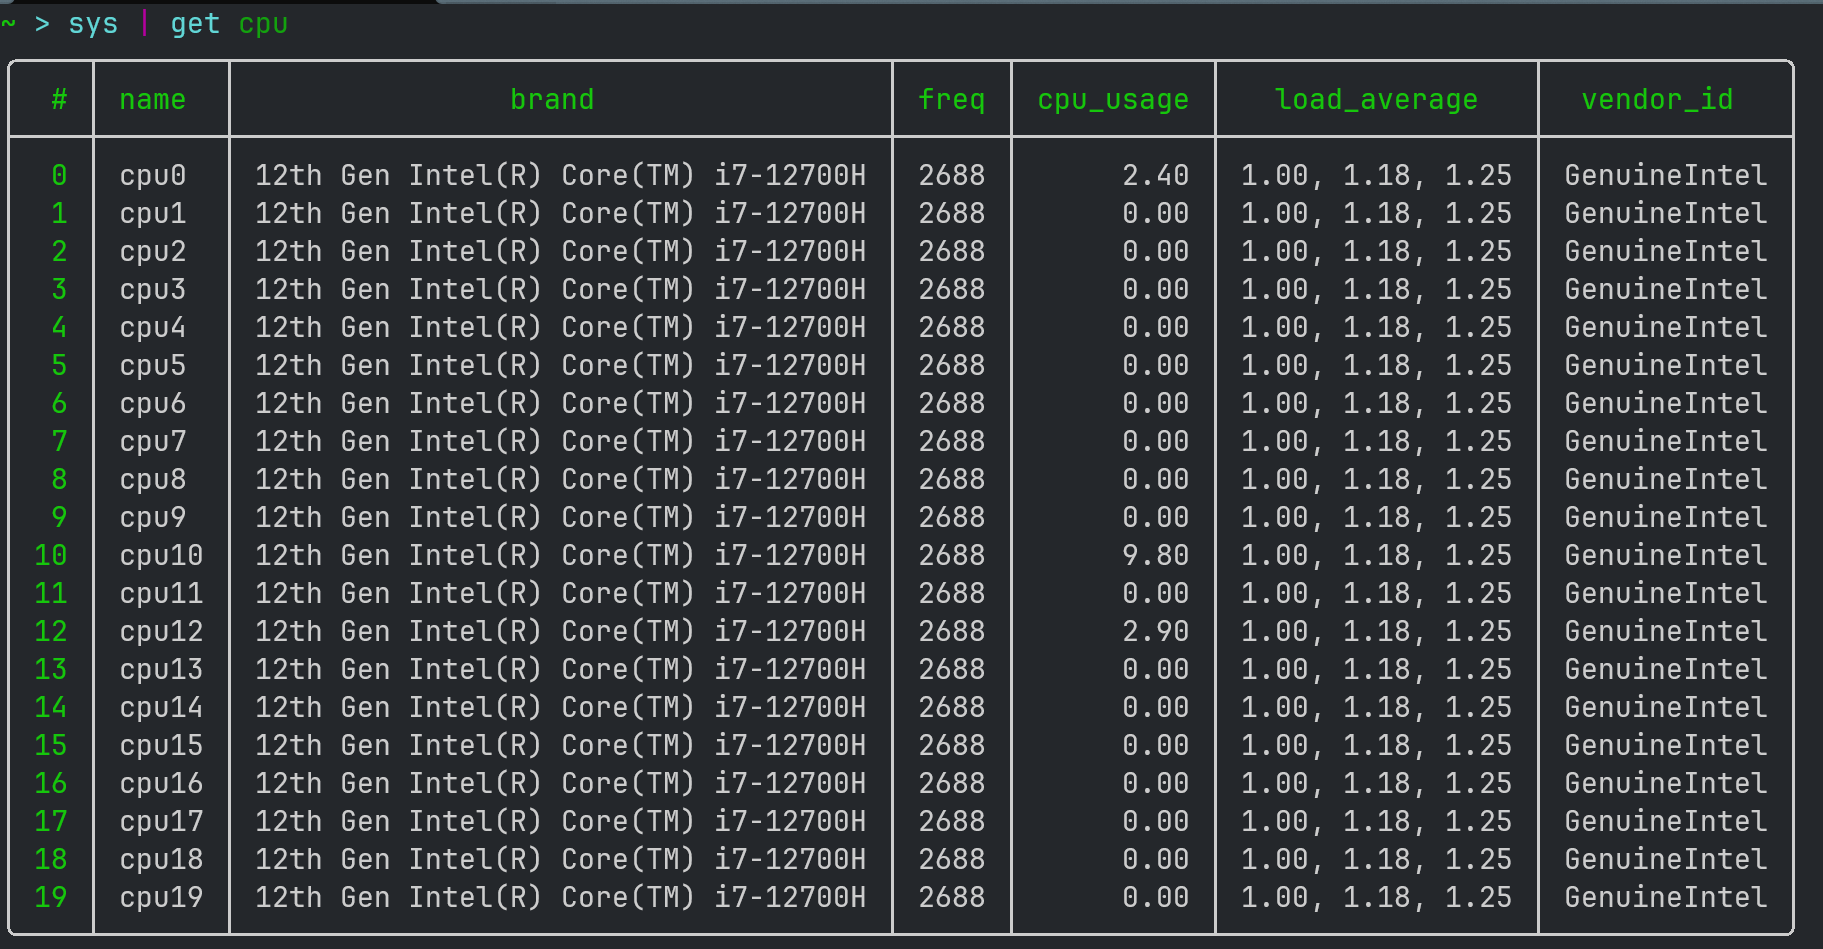 ~ > sys | get cpu
# name brand freq cpu_usage load_average vendor_id
0 cpu0 12th Gen Intel(R) Core(TM) i7-12700H 2688 2.40 1.00, 1.18, 1.25 GenuineIntel
1 cpu1 12th Gen Intel(R) Core(TM) i7-12700H 2688 0.00 1.00, 1.18, 1.25 GenuineIntel
2 cpu2 12th Gen Intel(R) Core(TM) i7-12700H 2688 0.00 1.00, 1.18, 1.25 GenuineIntel
3 cpu3 12th Gen Intel(R) Core(TM) i7-12700H 2688 0.00 1.00, 1.18, 1.25 GenuineIntel
4 cpu4 12th Gen Intel(R) Core(TM) i7-12700H 2688 0.00 1.00, 1.18, 1.25 GenuineIntel
5 cpu5 12th Gen Intel(R) Core(TM) i7-12700H 2688 0.00 1.00, 1.18, 1.25 GenuineIntel
6 cpu6 12th Gen Intel(R) Core(TM) i7-12700H 2688 0.00 1.00, 1.18, 1.25 GenuineIntel
7 cpu7 12th Gen Intel(R) Core(TM) i7-12700H 2688 0.00 1.00, 1.18, 1.25 GenuineIntel
8 cpu8 12th Gen Intel(R) Core(TM) i7-12700H 2688 0.00 1.00, 1.18, 1.25 GenuineIntel
9 cpu9 12th Gen Intel(R) Core(TM) i7-12700H 2688 0.00 1.00, 1.18, 1.25 GenuineIntel
10 cpu10 12th Gen Intel(R) Core(TM) i7-12700H 2688 9.80 1.00, 1.18, 1.25 GenuineIntel
11 cpu11 12th Gen Intel(R) Core(TM) i7-12700H 2688 0.00 1.00, 1.18, 1.25 GenuineIntel
12 cpu12 12th Gen Intel(R) Core(TM) i7-12700H 2688 2.90 1.00, 1.18, 1.25 GenuineIntel
13 cpu13 12th Gen Intel(R) Core(TM) i7-12700H 2688 0.00 1.00, 1.18, 1.25 GenuineIntel
14 cpu14 12th Gen Intel(R) Core(TM) i7-12700H 2688 0.00 1.00, 1.18, 1.25 GenuineIntel
15 cpu15 12th Gen Intel(R) Core(TM) i7-12700H 2688 0.00 1.00, 1.18, 1.25 GenuineIntel
16 cpu16 12th Gen Intel(R) Core(TM) i7-12700H 2688 0.00 1.00, 1.18, 1.25 GenuineIntel
17 cpu17 12th Gen Intel(R) Core(TM) i7-12700H 2688 0.00 1.00, 1.18, 1.25 GenuineIntel
18 cpu18 12th Gen Intel(R) Core(TM) i7-12700H 2688 0.00 1.00, 1.18, 1.25 GenuineIntel
19 cpu19 12th Gen Intel(R) Core(TM) i7-12700H 2688 0.00 1.00, 1.18, 1.25 GenuineIntel